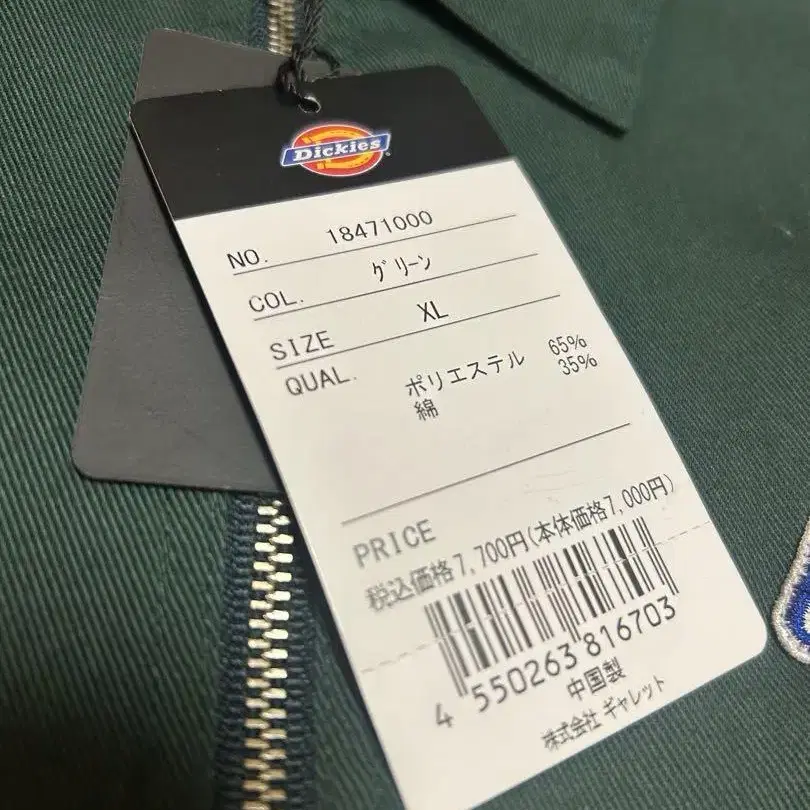 Dickies
NO. 18471000
COL. グリーン
SIZE XL
QUAL. ポリエステル 65%
綿 35%
PRICE
税込価格7,700円(本体価格7,000円)
4 550263 816703
中国製
株式会社 ギャレット